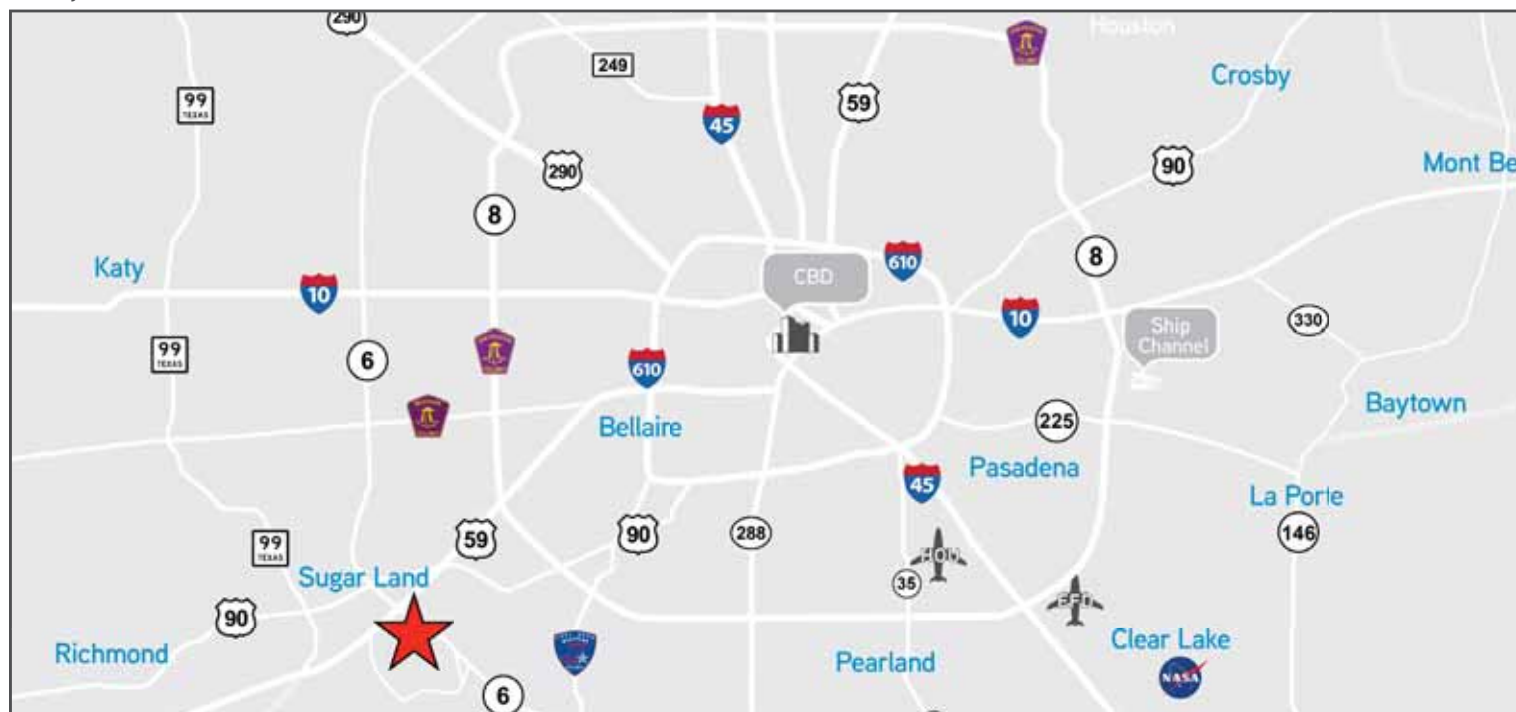 290
Houston
249
Crosby
99
TEXAS
59
45
90
290
Mont Be
8
Katy
610
8
CBD
10
10
330
Ship
Channel
99
TEXAS
6
610
Baytown
Bellaire
225
Pasadena
45
La Porte
99
TEXAS
59
90
288
146
HOU
Sugar Land
35
EFD
90
Clear Lake
Richmond
Pearland
NASA
6